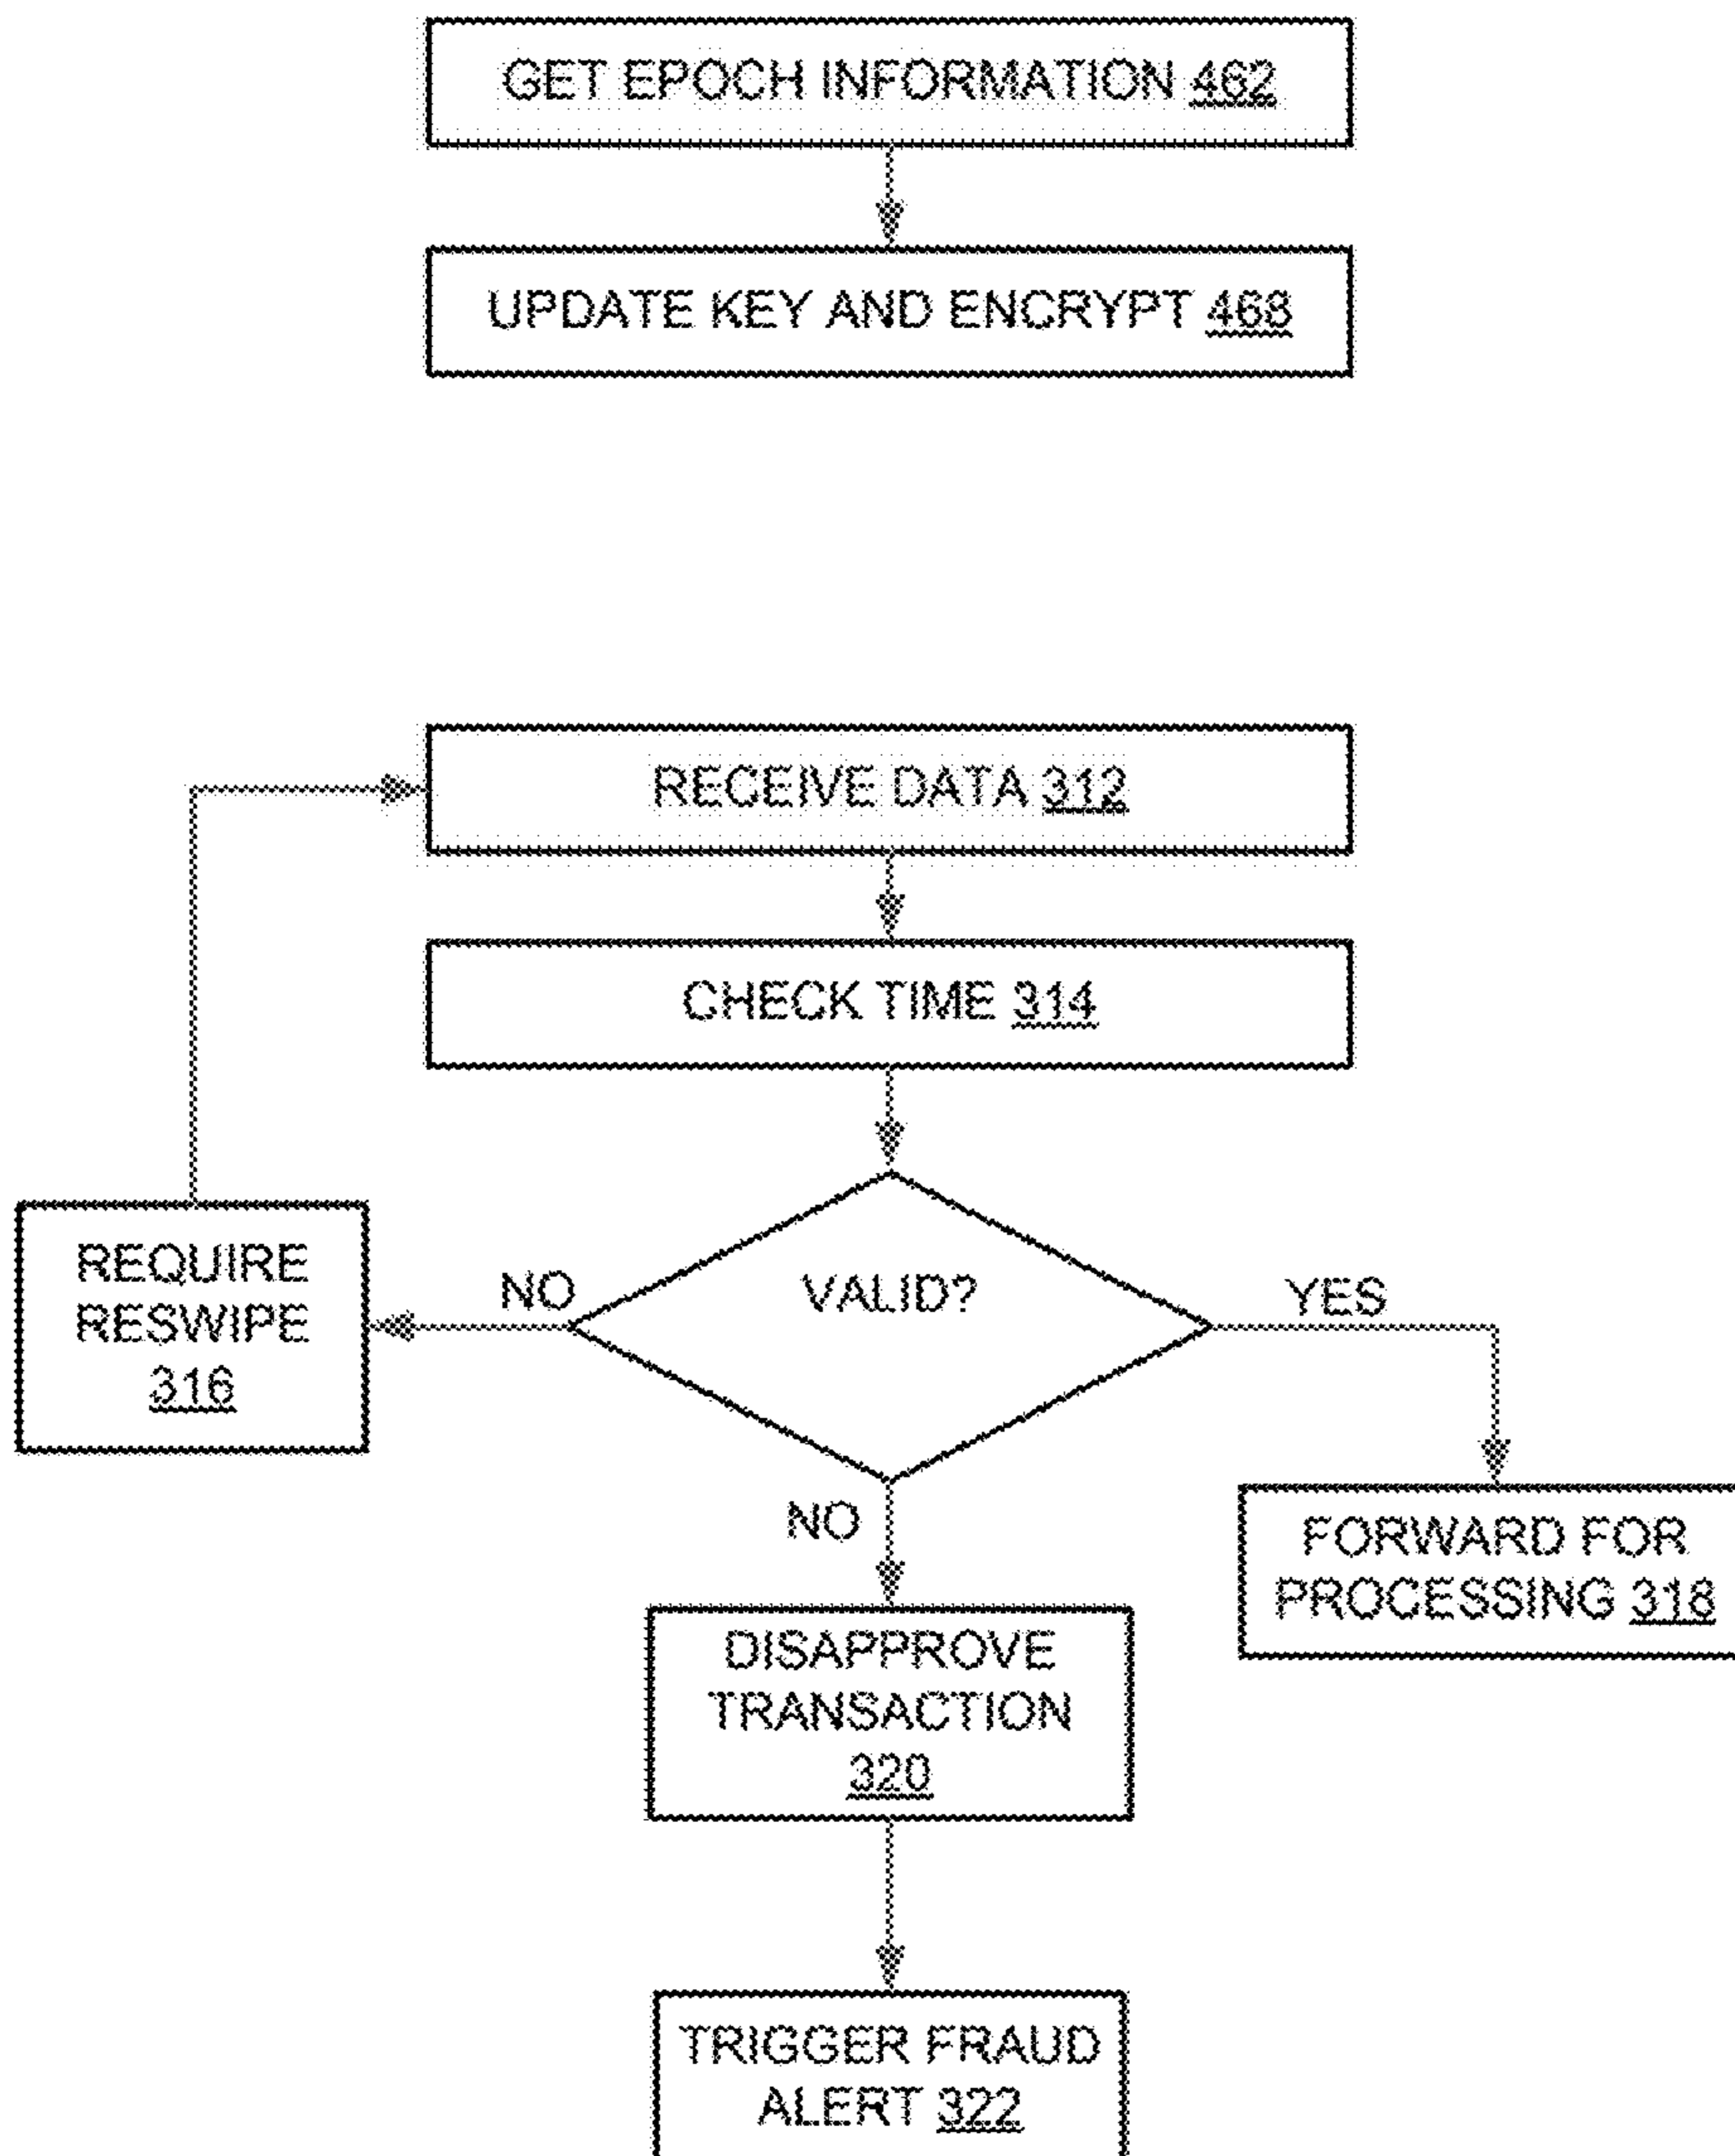 GET EPOCH INFORMATION 462
UPDATE KEY AND ENCRYPT 468
RECEIVE DATA 312
CHECK TIME 314
REQUIRE
RESWIPE
316
NO
VALID?
YES
NO
FORWARD FOR
PROCESSING 318
DISAPPROVE
TRANSACTION
320
TRIGGER FRAUD
ALERT 322